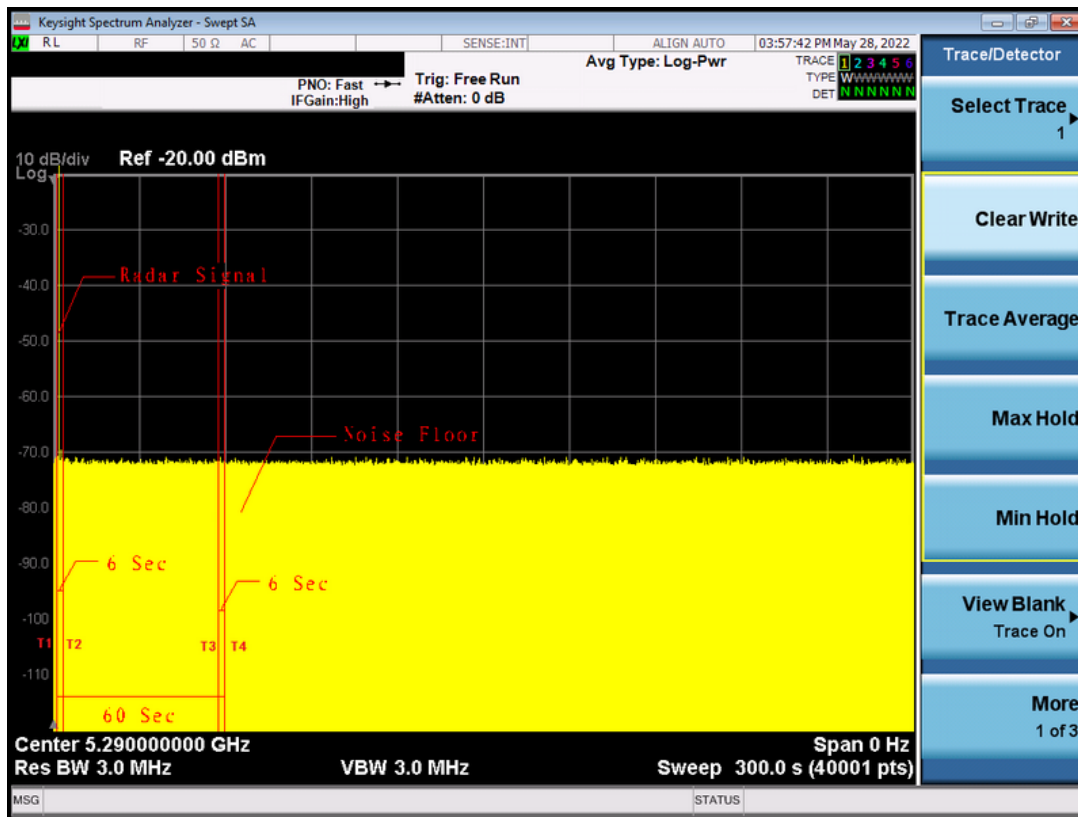 Keysight Spectrum Analyzer - Swept SA
LXI RL RF 50 Ω AC SENSE:INT ALIGN AUTO 03:57:42 PM May 28, 2022
Trace/Detector
Avg Type: Log-Pwr
TRACE 1 2 3 4 5 6
TYPE WWWWWW
DET N N N N N N
PNO: Fast
IFGain:High
Trig: Free Run
#Atten: 0 dB
Select Trace
1
10 dB/div
Log
Ref -20.00 dBm
Clear Write
-30.0
Radar Signal
-40.0
Trace Average
-50.0
-60.0
Max Hold
Noise Floor
-70.0
-80.0
Min Hold
-90.0
6 Sec
6 Sec
-100
View Blank
Trace On
T1 T2 T3 T4
-110
60 Sec
More
1 of 3
Center 5.290000000 GHz Span 0 Hz
Res BW 3.0 MHz VBW 3.0 MHz Sweep 300.0 s (40001 pts)
MSG STATUS